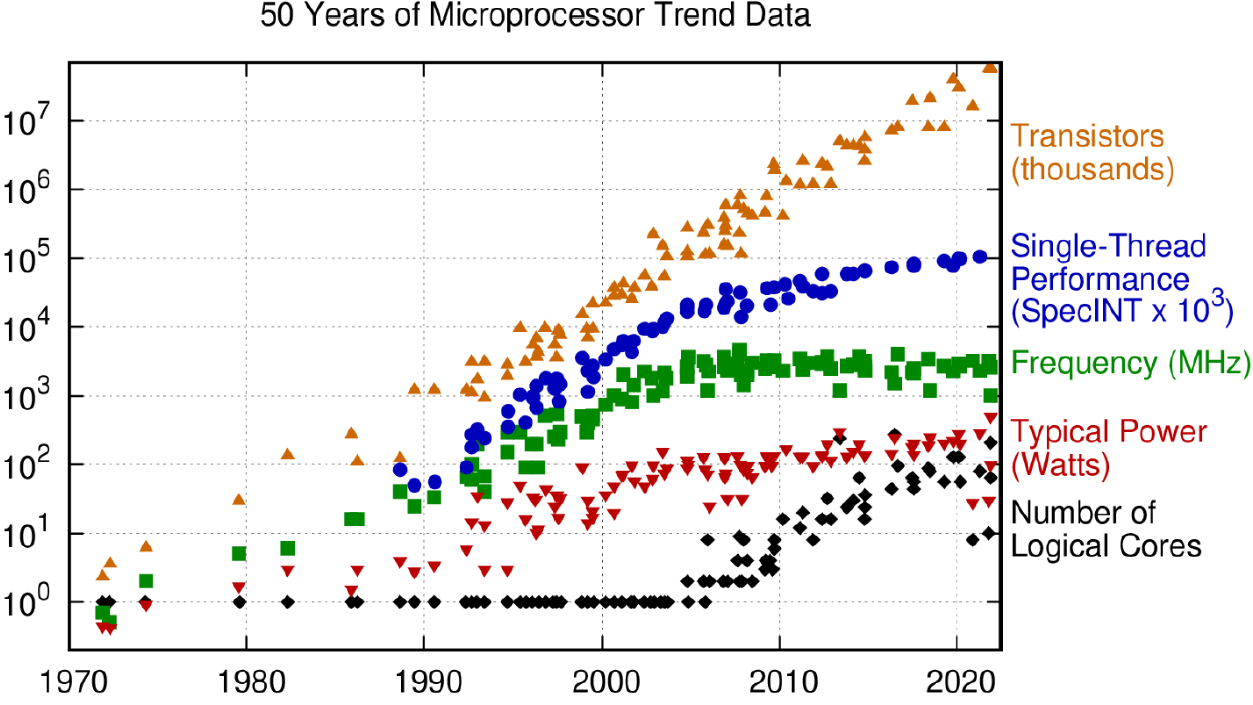 50 Years of Microprocessor Trend Data
10⁷
10⁶
10⁵
10⁴
10³
10²
10¹
10⁰
Transistors
(thousands)
Single-Thread
Performance
(SpecINT x 10³)
Frequency (MHz)
Typical Power
(Watts)
Number of
Logical Cores
1970 1980 1990 2000 2010 2020